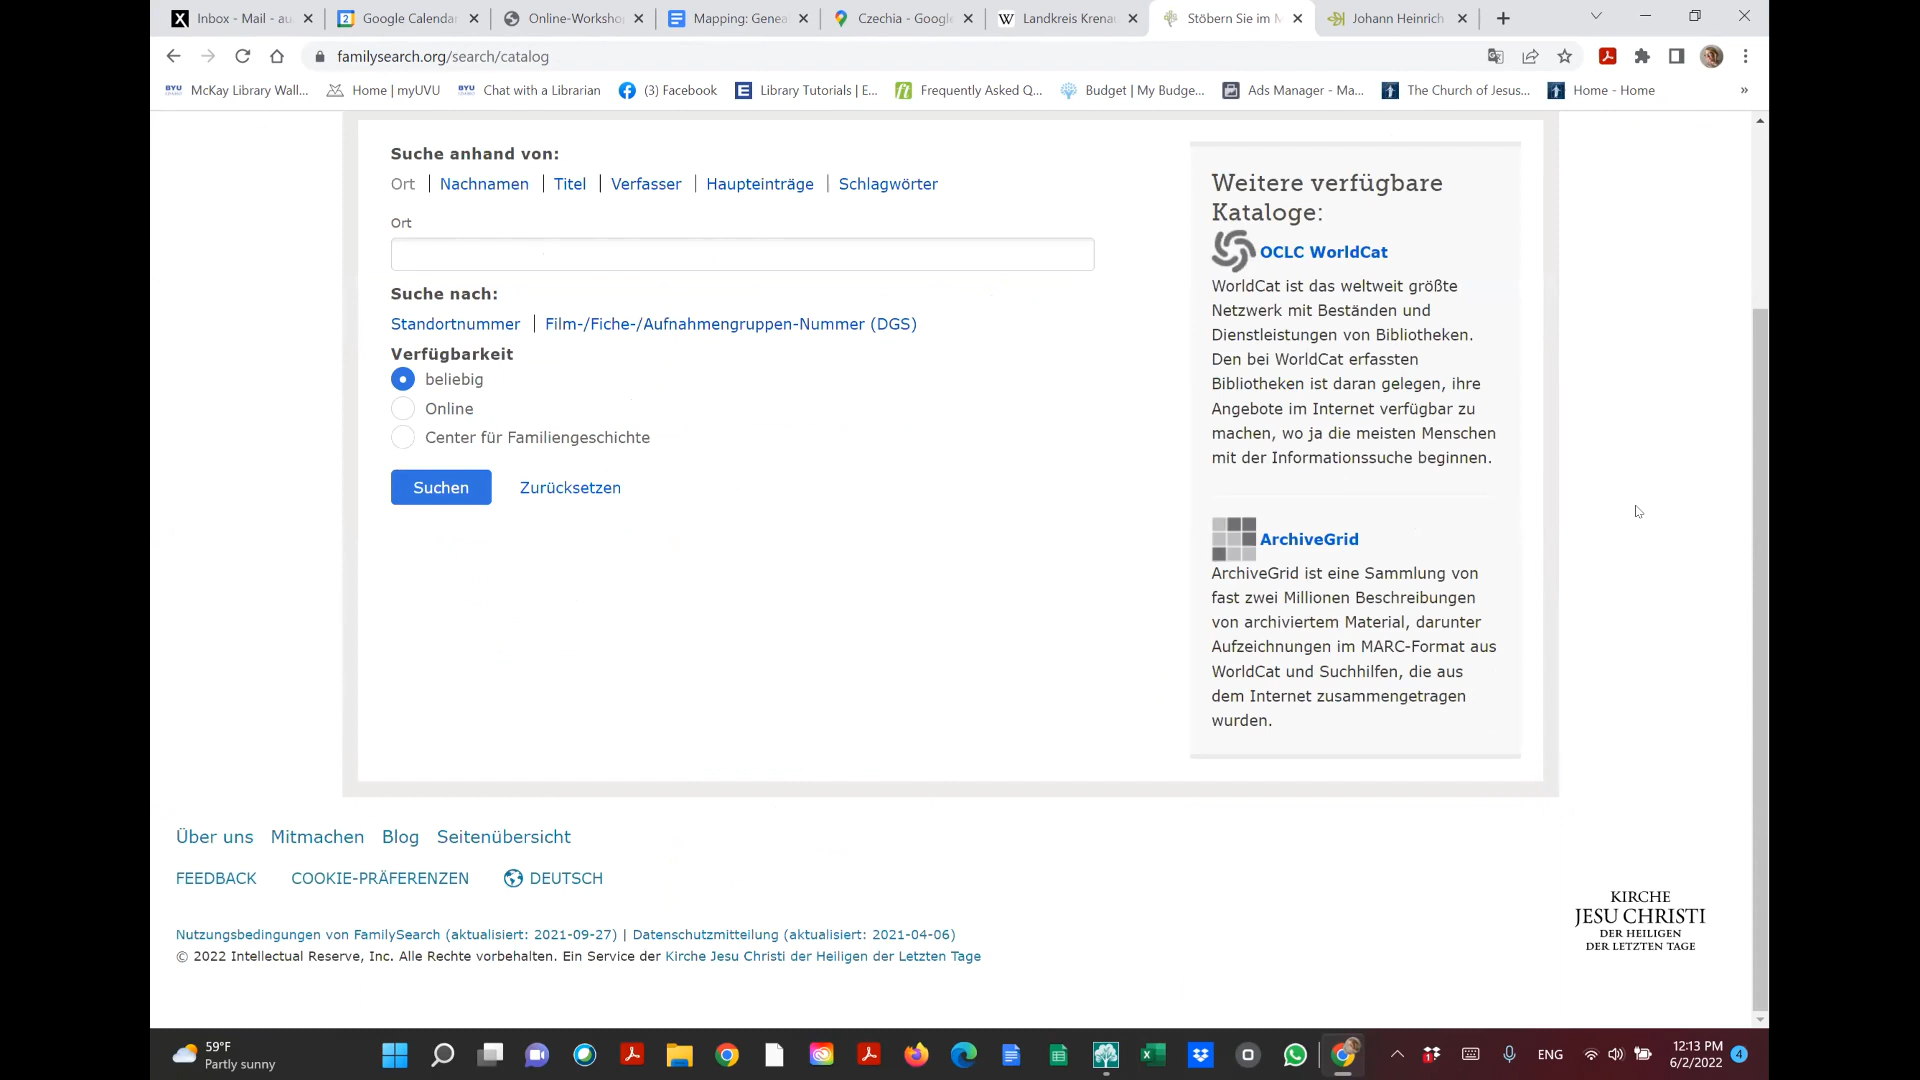 Inbox - Mail - au
Google Calendar
Online-Worksho
Mapping: Genea
Czechia - Google
Landkreis Krenau
Stöbern Sie im M
Johann Heinrich
familysearch.org/search/catalog
McKay Library Wall...
Home | myUVU
Chat with a Librarian
(3) Facebook
Library Tutorials | E...
Frequently Asked Q...
Budget | My Budge...
Ads Manager - Ma...
The Church of Jesus...
Home - Home
»
Suche anhand von:
Ort | Nachnamen | Titel | Verfasser | Haupteinträge | Schlagwörter
Ort
Suche nach:
Standortnummer | Film-/Fiche-/Aufnahmengruppen-Nummer (DGS)
Verfügbarkeit
beliebig
Online
Center für Familiengeschichte
Suchen Zurücksetzen
Weitere verfügbare
Kataloge:
OCLC WorldCat
WorldCat ist das weltweit größte
Netzwerk mit Beständen und
Dienstleistungen von Bibliotheken.
Den bei WorldCat erfassten
Bibliotheken ist daran gelegen, ihre
Angebote im Internet verfügbar zu
machen, wo ja die meisten Menschen
mit der Informationssuche beginnen.
ArchiveGrid
ArchiveGrid ist eine Sammlung von
fast zwei Millionen Beschreibungen
von archiviertem Material, darunter
Aufzeichnungen im MARC-Format aus
WorldCat und Suchhilfen, die aus
dem Internet zusammengetragen
wurden.
Über uns Mitmachen Blog Seitenübersicht
FEEDBACK COOKIE-PRÄFERENZEN DEUTSCH
KIRCHE
JESU CHRISTI
DER HEILIGEN
DER LETZTEN TAGE
Nutzungsbedingungen von FamilySearch (aktualisiert: 2021-09-27) | Datenschutzmitteilung (aktualisiert: 2021-04-06)
© 2022 Intellectual Reserve, Inc. Alle Rechte vorbehalten. Ein Service der Kirche Jesu Christi der Heiligen der Letzten Tage
59°F
Partly sunny
ENG
12:13 PM
6/2/2022
4